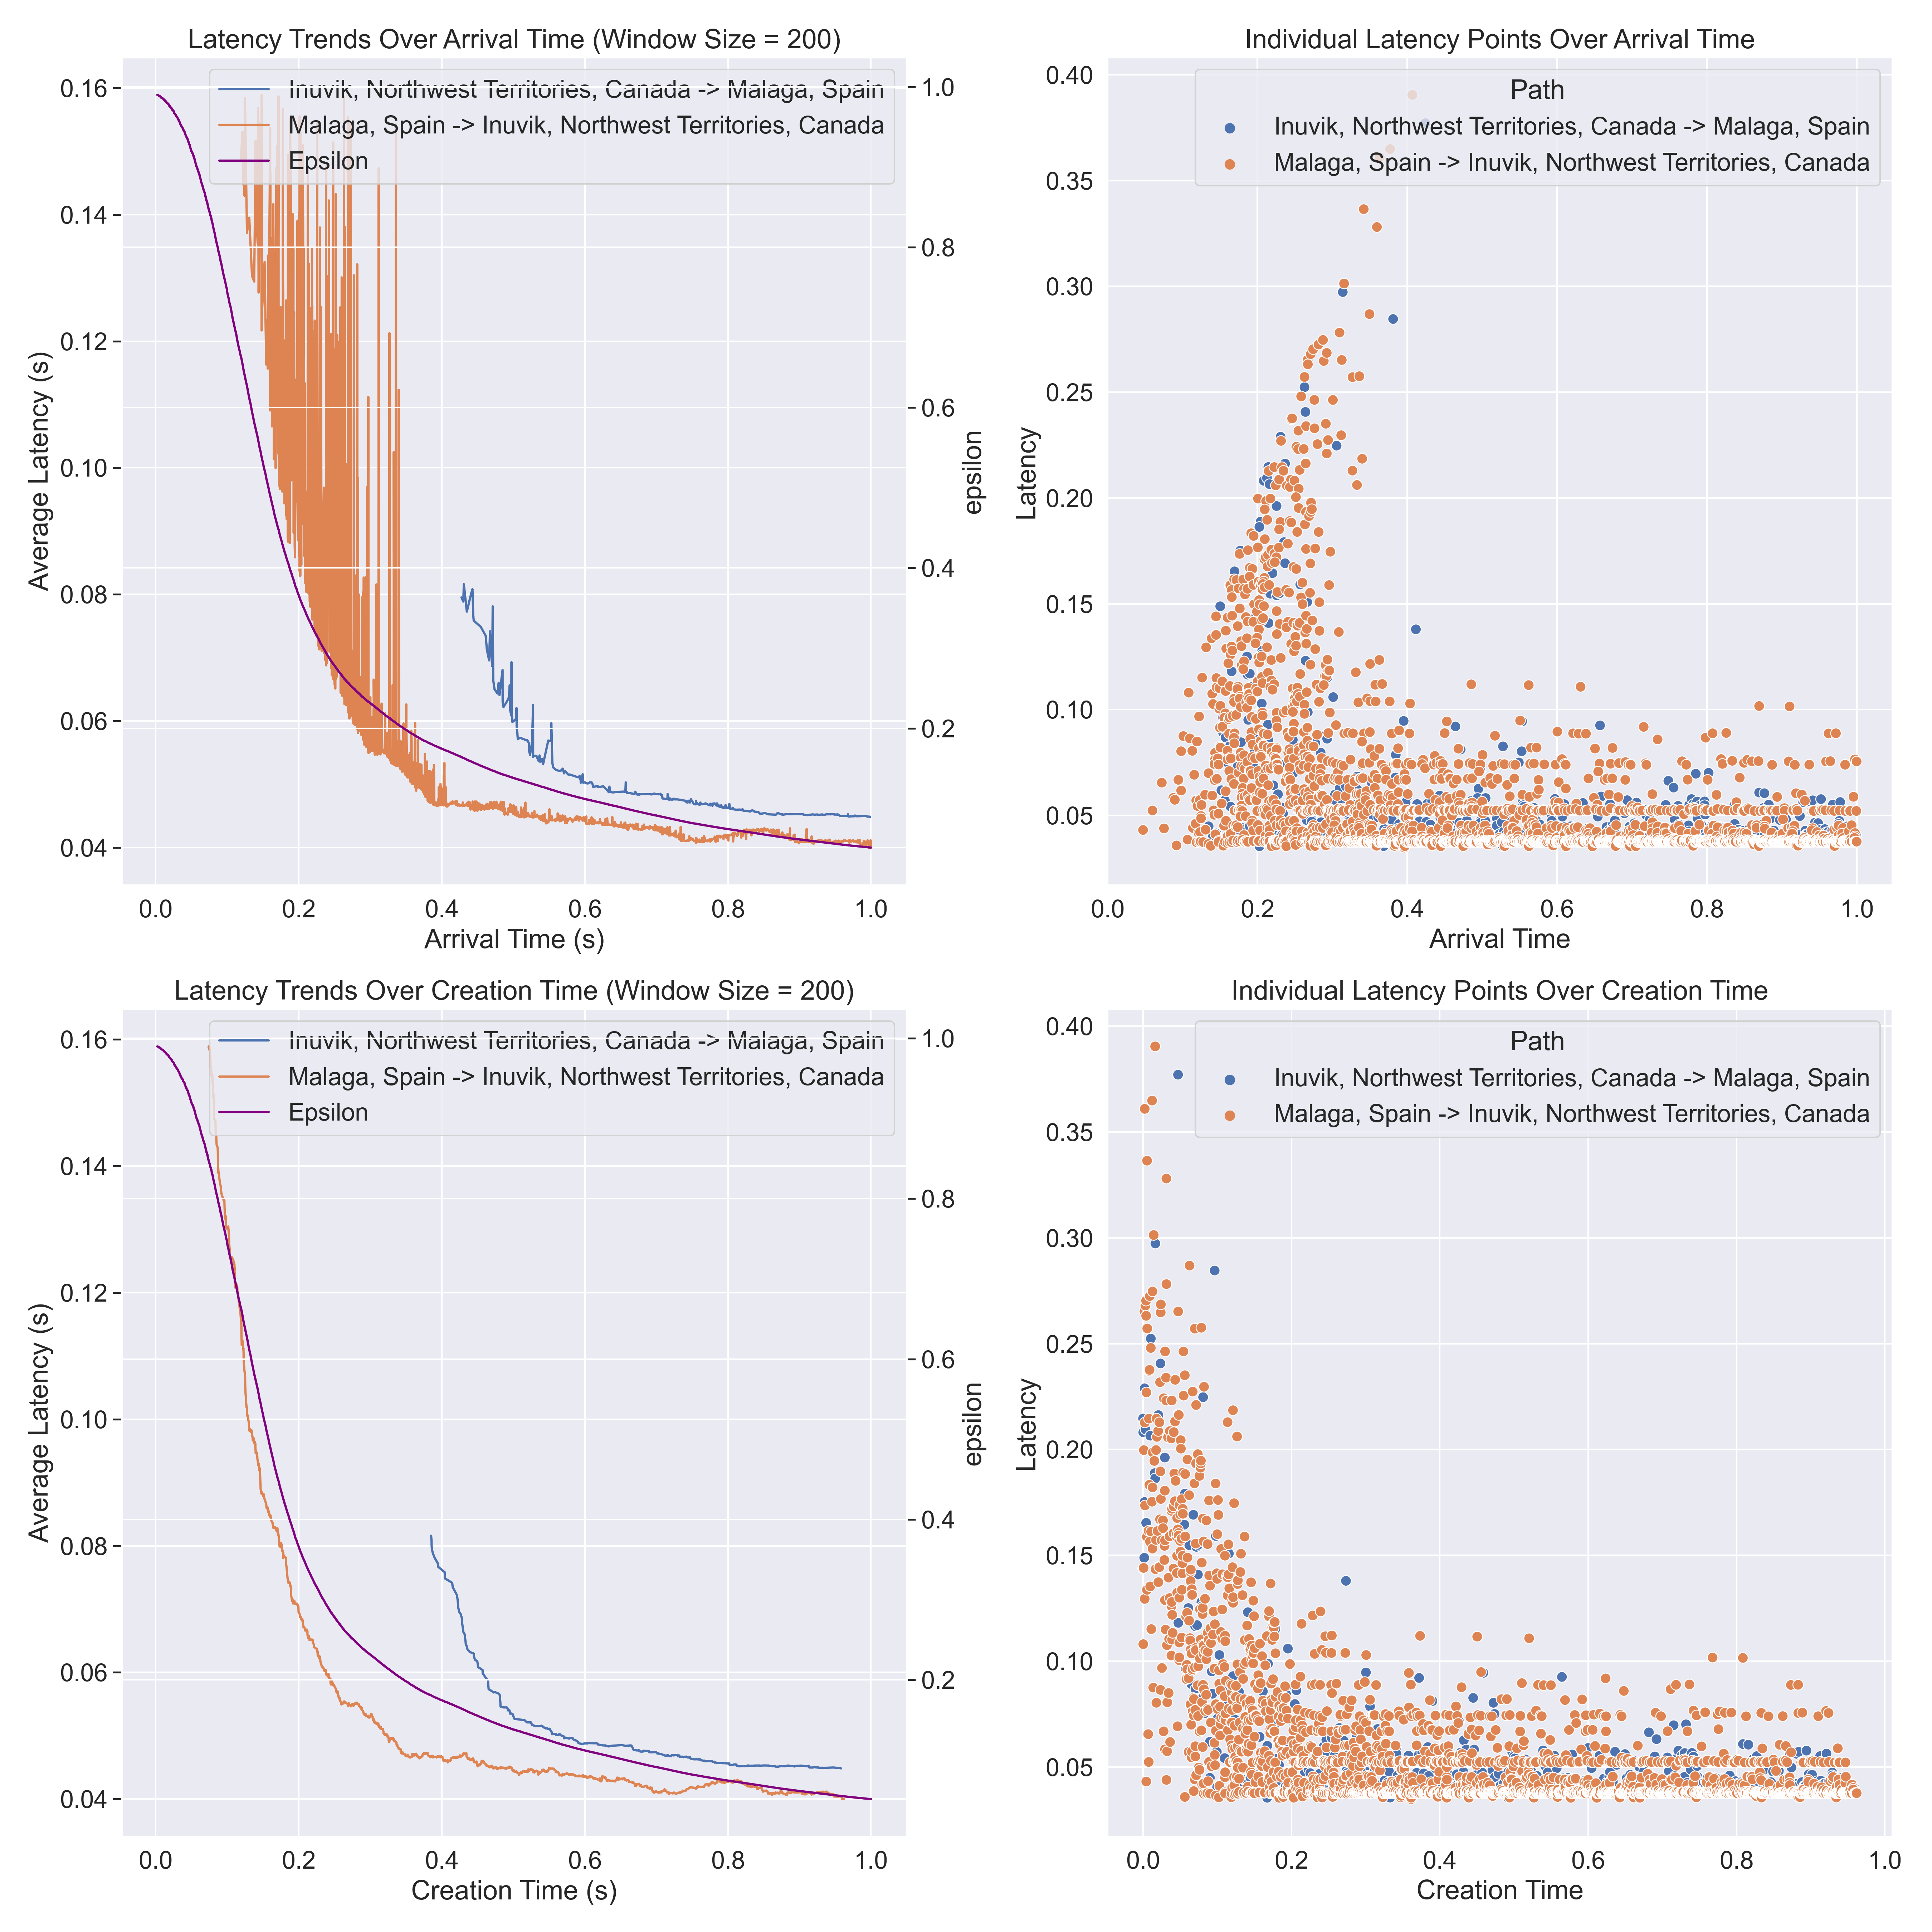 Latency Trends Over Arrival Time (Window Size = 200)
Inuvik, Northwest Territories, Canada -> Malaga, Spain
Malaga, Spain -> Inuvik, Northwest Territories, Canada
Epsilon
0.16
0.14
0.12
0.10
0.08
0.06
0.04
Average Latency (s)
1.0
0.8
0.6
0.4
0.2
epsilon
0.0 0.2 0.4 0.6 0.8 1.0
Arrival Time (s)
Individual Latency Points Over Arrival Time
Path
Inuvik, Northwest Territories, Canada -> Malaga, Spain
Malaga, Spain -> Inuvik, Northwest Territories, Canada
0.40
0.35
0.30
0.25
0.20
0.15
0.10
0.05
Latency
0.0 0.2 0.4 0.6 0.8 1.0
Arrival Time
Latency Trends Over Creation Time (Window Size = 200)
Inuvik, Northwest Territories, Canada -> Malaga, Spain
Malaga, Spain -> Inuvik, Northwest Territories, Canada
Epsilon
0.16
0.14
0.12
0.10
0.08
0.06
0.04
Average Latency (s)
1.0
0.8
0.6
0.4
0.2
epsilon
0.0 0.2 0.4 0.6 0.8 1.0
Creation Time (s)
Individual Latency Points Over Creation Time
Path
Inuvik, Northwest Territories, Canada -> Malaga, Spain
Malaga, Spain -> Inuvik, Northwest Territories, Canada
0.40
0.35
0.30
0.25
0.20
0.15
0.10
0.05
Latency
0.0 0.2 0.4 0.6 0.8 1.0
Creation Time